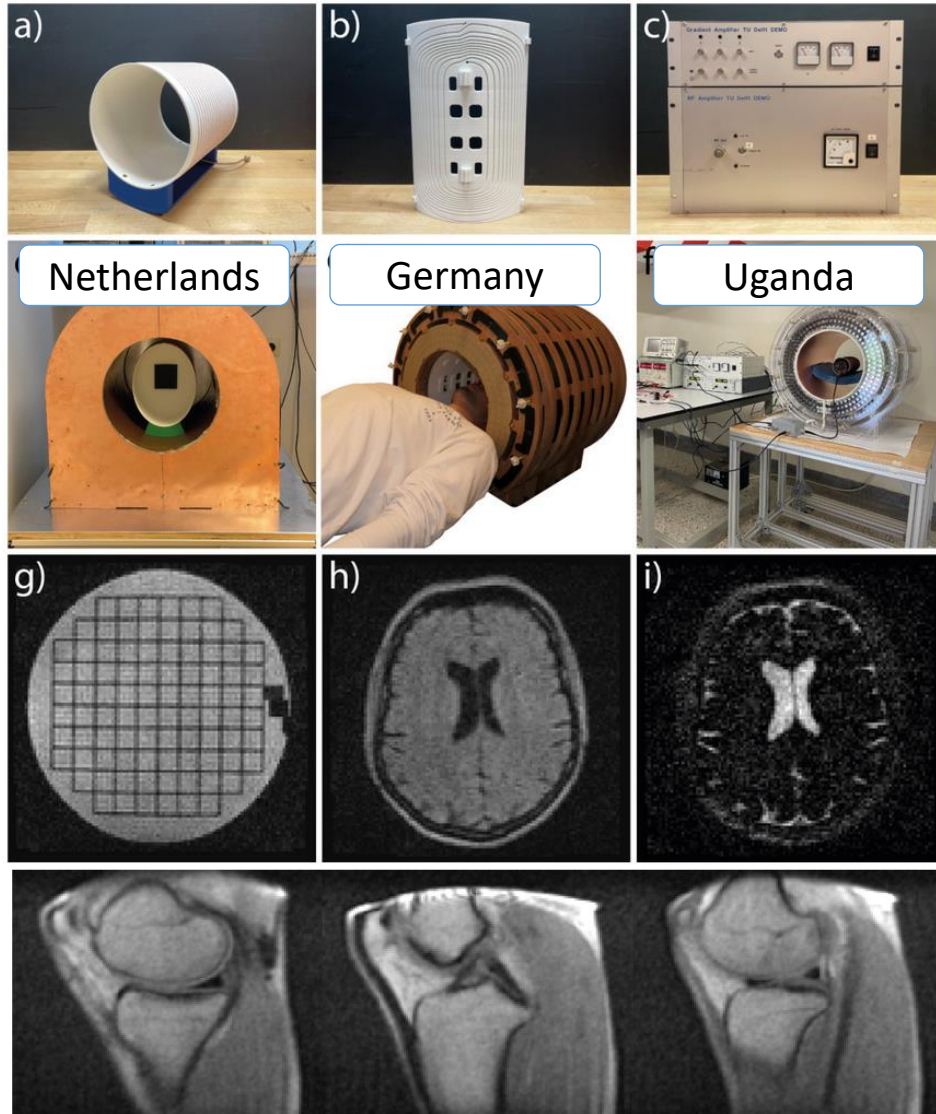 a)
b)
c)
Gradient Amplifier TU Delft DEMO
RF Amplifier TU Delft DEMO
Netherlands
Germany
Uganda
f
g)
h)
i)